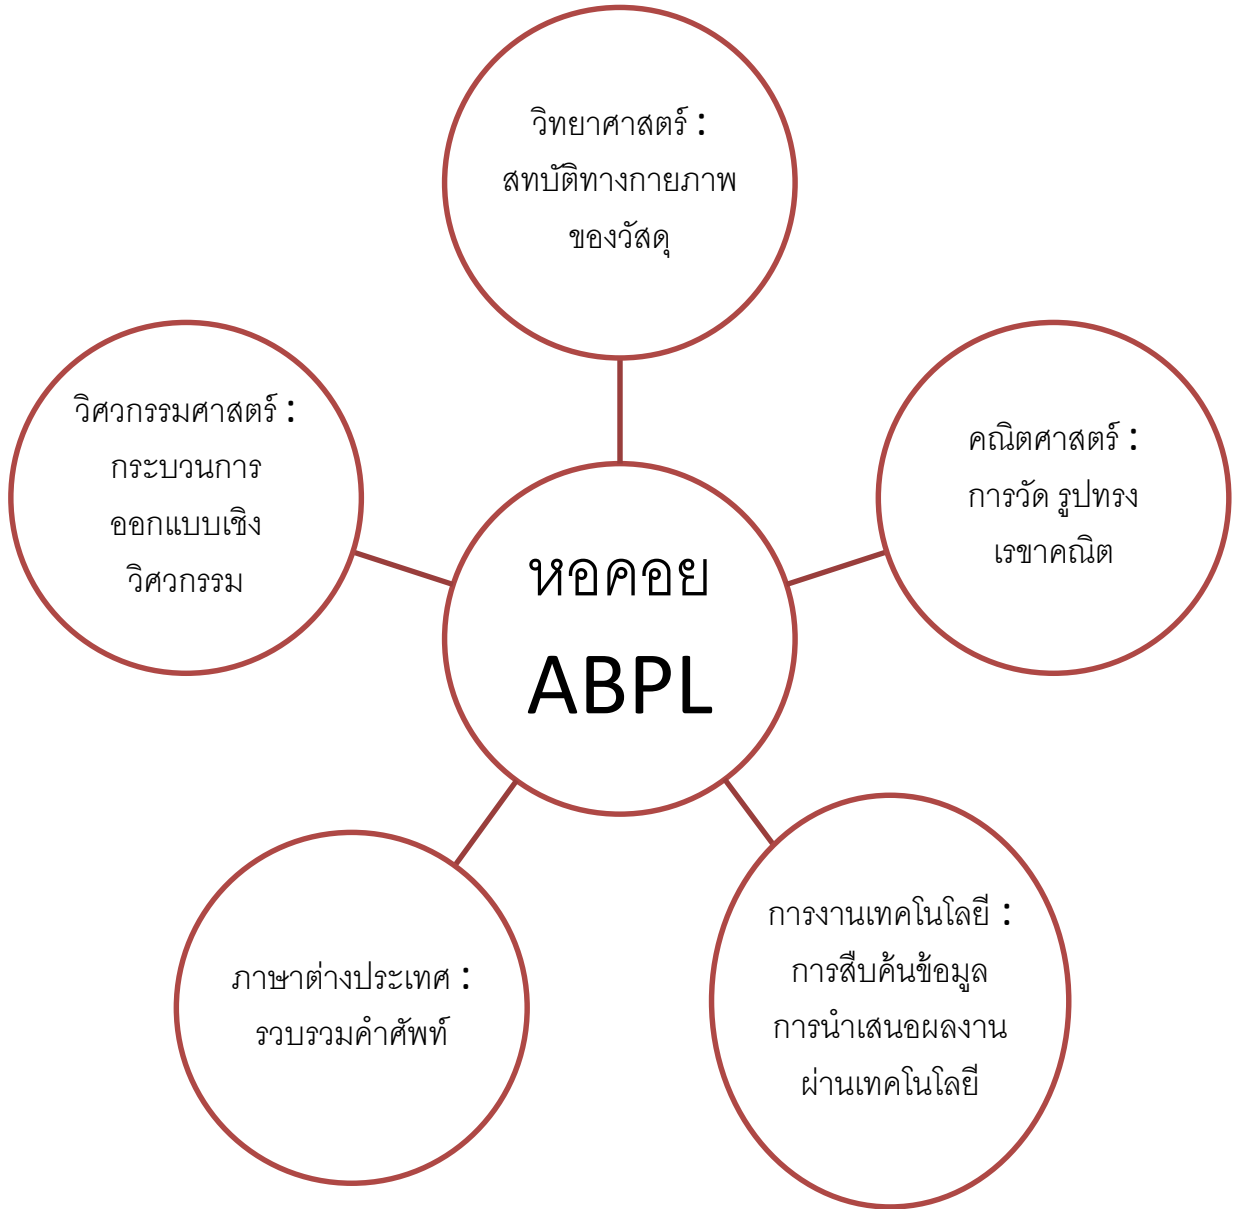 วิทยาศาสตร์ :
สทบัติทางกายภาพ
ของวัสดุ
วิศวกรรมศาสตร์ :
กระบวนการ
ออกแบบเชิง
วิศวกรรม
คณิตศาสตร์ :
การวัด รูปทรง
เรขาคณิต
หอคอย
ABPL
ภาษาต่างประเทศ :
รวบรวมคำศัพท์
การงานเทคโนโลยี :
การสืบค้นข้อมูล
การนำเสนอผลงาน
ผ่านเทคโนโลยี